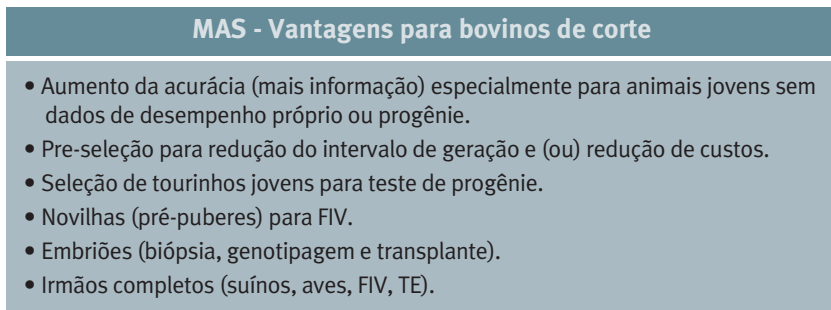 MAS - Vantagens para bovinos de corte
• Aumento da acurácia (mais informação) especialmente para animais jovens sem
dados de desempenho próprio ou progênie.
• Pre-seleção para redução do intervalo de geração e (ou) redução de custos.
• Seleção de tourinhos jovens para teste de progênie.
• Novilhas (pré-puberes) para FIV.
• Embriões (biópsia, genotipagem e transplante).
• Irmãos completos (suínos, aves, FIV, TE).